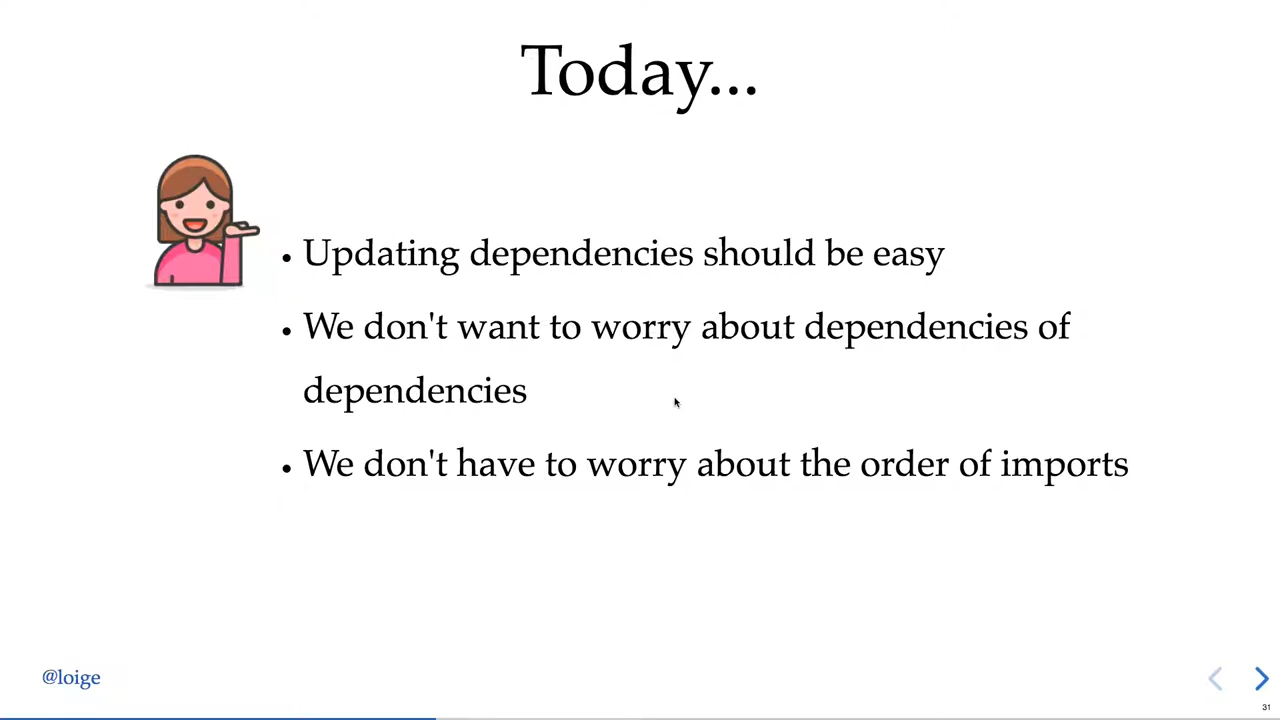 Today...
• Updating dependencies should be easy
• We don't want to worry about dependencies of
dependencies
• We don't have to worry about the order of imports
@loige
31